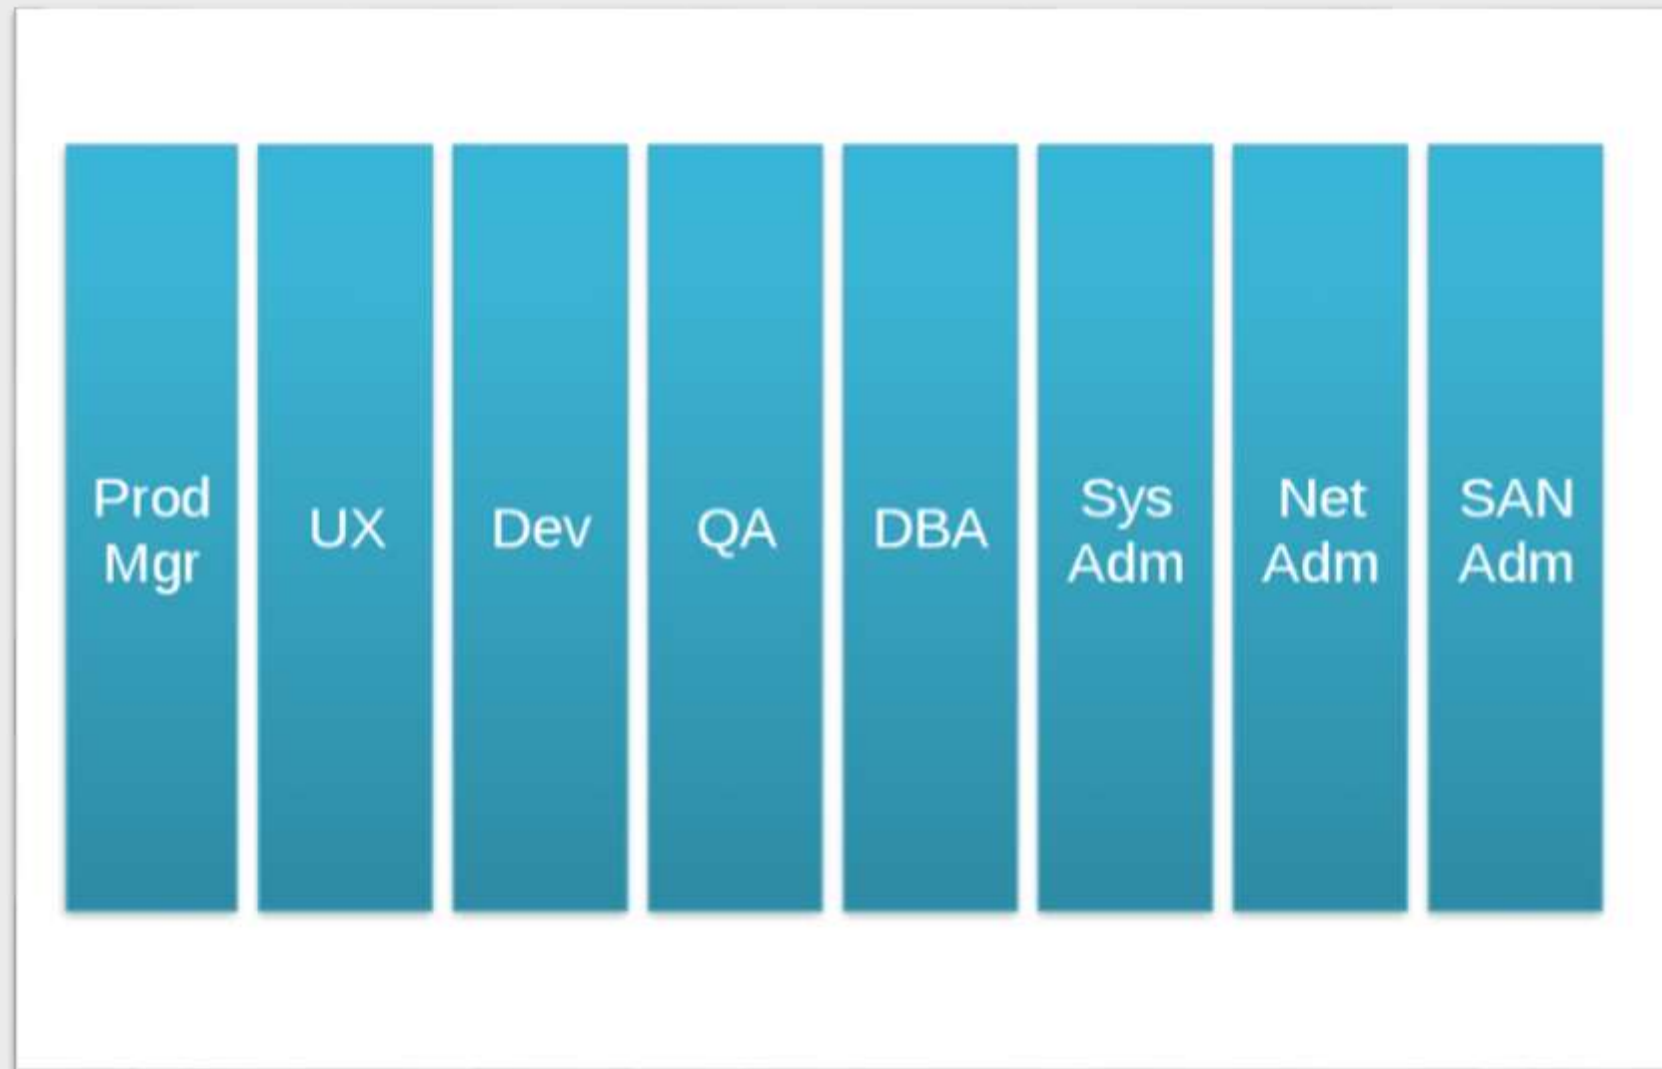 Prod
Mgr
UX
Dev
QA
DBA
Sys
Adm
Net
Adm
SAN
Adm